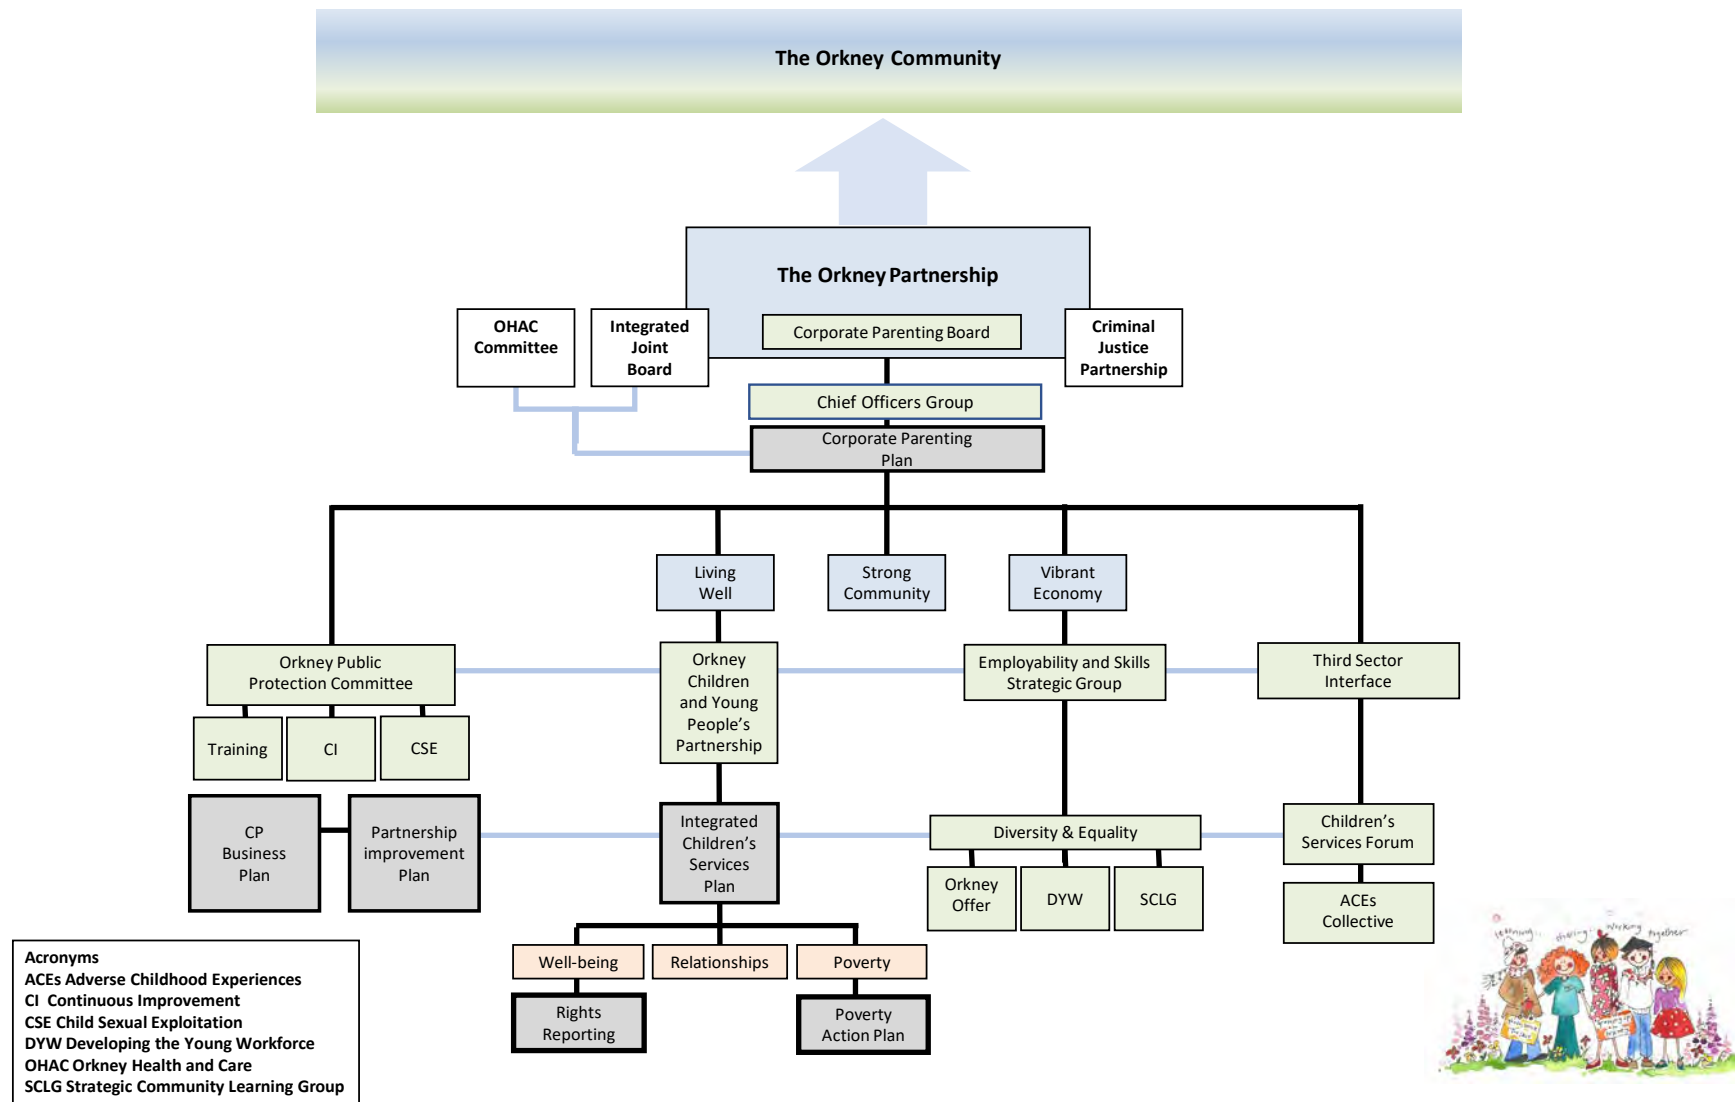 The Orkney Community
The Orkney Partnership
OHAC
Committee
Integrated
Joint
Board
Corporate Parenting Board
Criminal
Justice
Partnership
Chief Officers Group
Corporate Parenting
Plan
Living
Well
Strong
Community
Vibrant
Economy
Orkney Public
Protection Committee
Orkney
Children
and Young
People's
Partnership
Employability and Skills
Strategic Group
Third Sector
Interface
Training
CI
CSE
CP
Business
Plan
Partnership
improvement
Plan
Integrated
Children's
Services
Plan
Diversity & Equality
Children's
Services Forum
Orkney
Offer
DYW
SCLG
ACEs
Collective
Well-being
Relationships
Poverty
Rights
Reporting
Poverty
Action Plan
Acronyms
ACEs Adverse Childhood Experiences
CI Continuous Improvement
CSE Child Sexual Exploitation
DYW Developing the Young Workforce
OHAC Orkney Health and Care
SCLG Strategic Community Learning Group
learning... sharing... working together